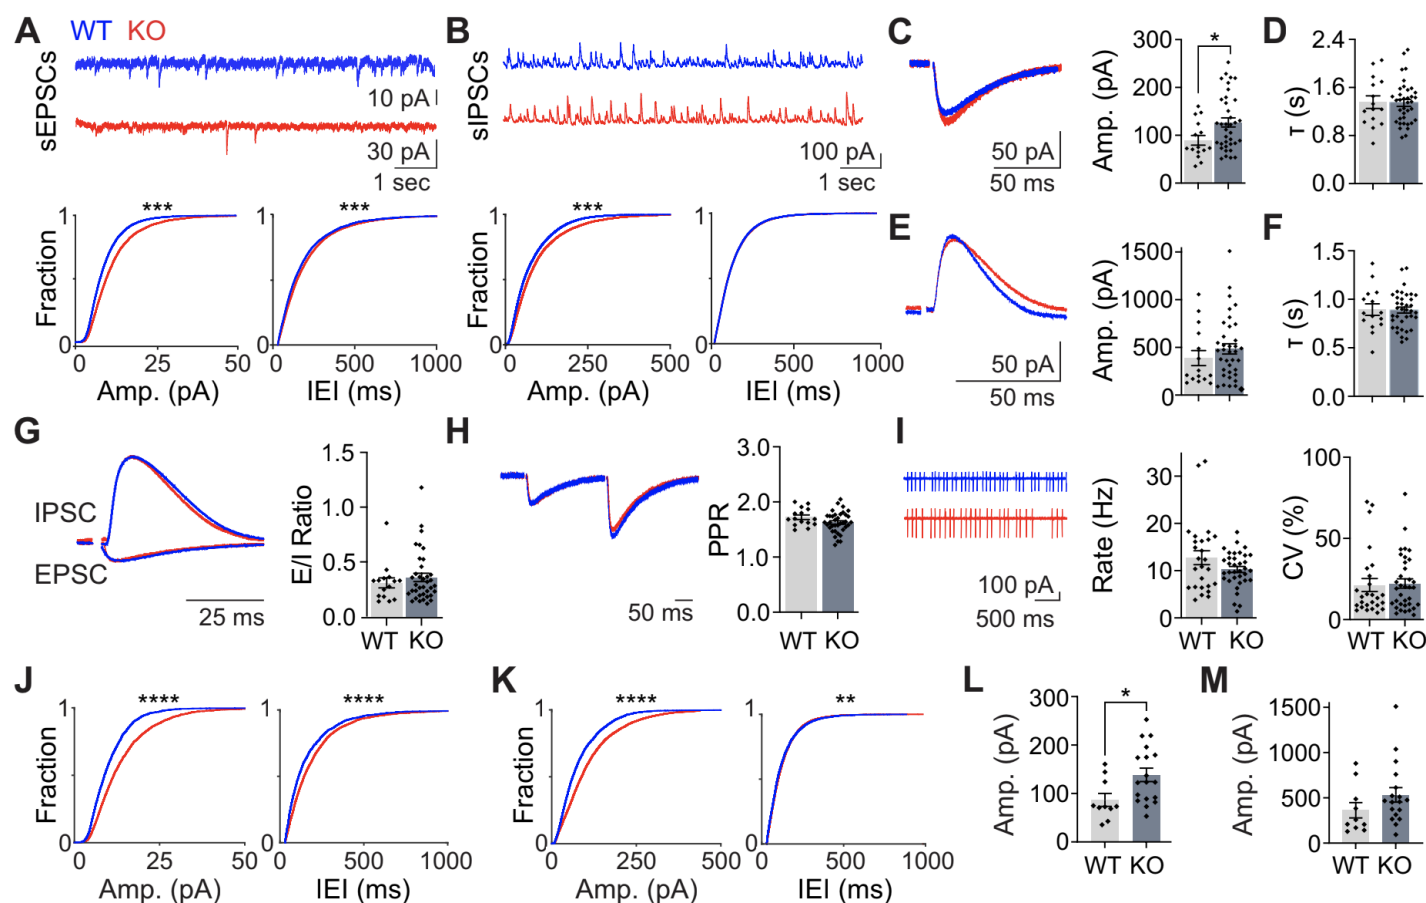 A WT KO
sEPSCs
10 pA
30 pA
1 sec
***
1
Fraction
0
0 25 50
Amp. (pA)
***
1
0
0 500 1000
IEI (ms)
B
sIPSCs
100 pA
1 sec
***
1
Fraction
0
0 250 500
Amp. (pA)
1
0
0 500 1000
IEI (ms)
C
50 pA
50 ms
Amp. (pA)
300
200
100
0
*
D
τ (s)
2.4
1.6
0.8
0.0
E
50 pA
50 ms
Amp. (pA)
1500
1000
500
0
F
τ (s)
1.5
1.0
0.5
0.0
G
IPSC
EPSC
25 ms
E/I Ratio
1.5
1.0
0.5
0.0
WT KO
H
50 ms
PPR
3.0
2.0
1.0
0.0
WT KO
I
100 pA
500 ms
Rate (Hz)
30
20
10
0
WT KO
CV (%)
100
50
0
WT KO
J
****
1
Fraction
0
0 25 50
Amp. (pA)
****
1
0
0 500 1000
IEI (ms)
K
****
1
Fraction
0
0 250 500
Amp. (pA)
**
1
0
0 500 1000
IEI (ms)
L
*
Amp. (pA)
300
200
100
0
WT KO
M
Amp. (pA)
1500
1000
500
0
WT KO